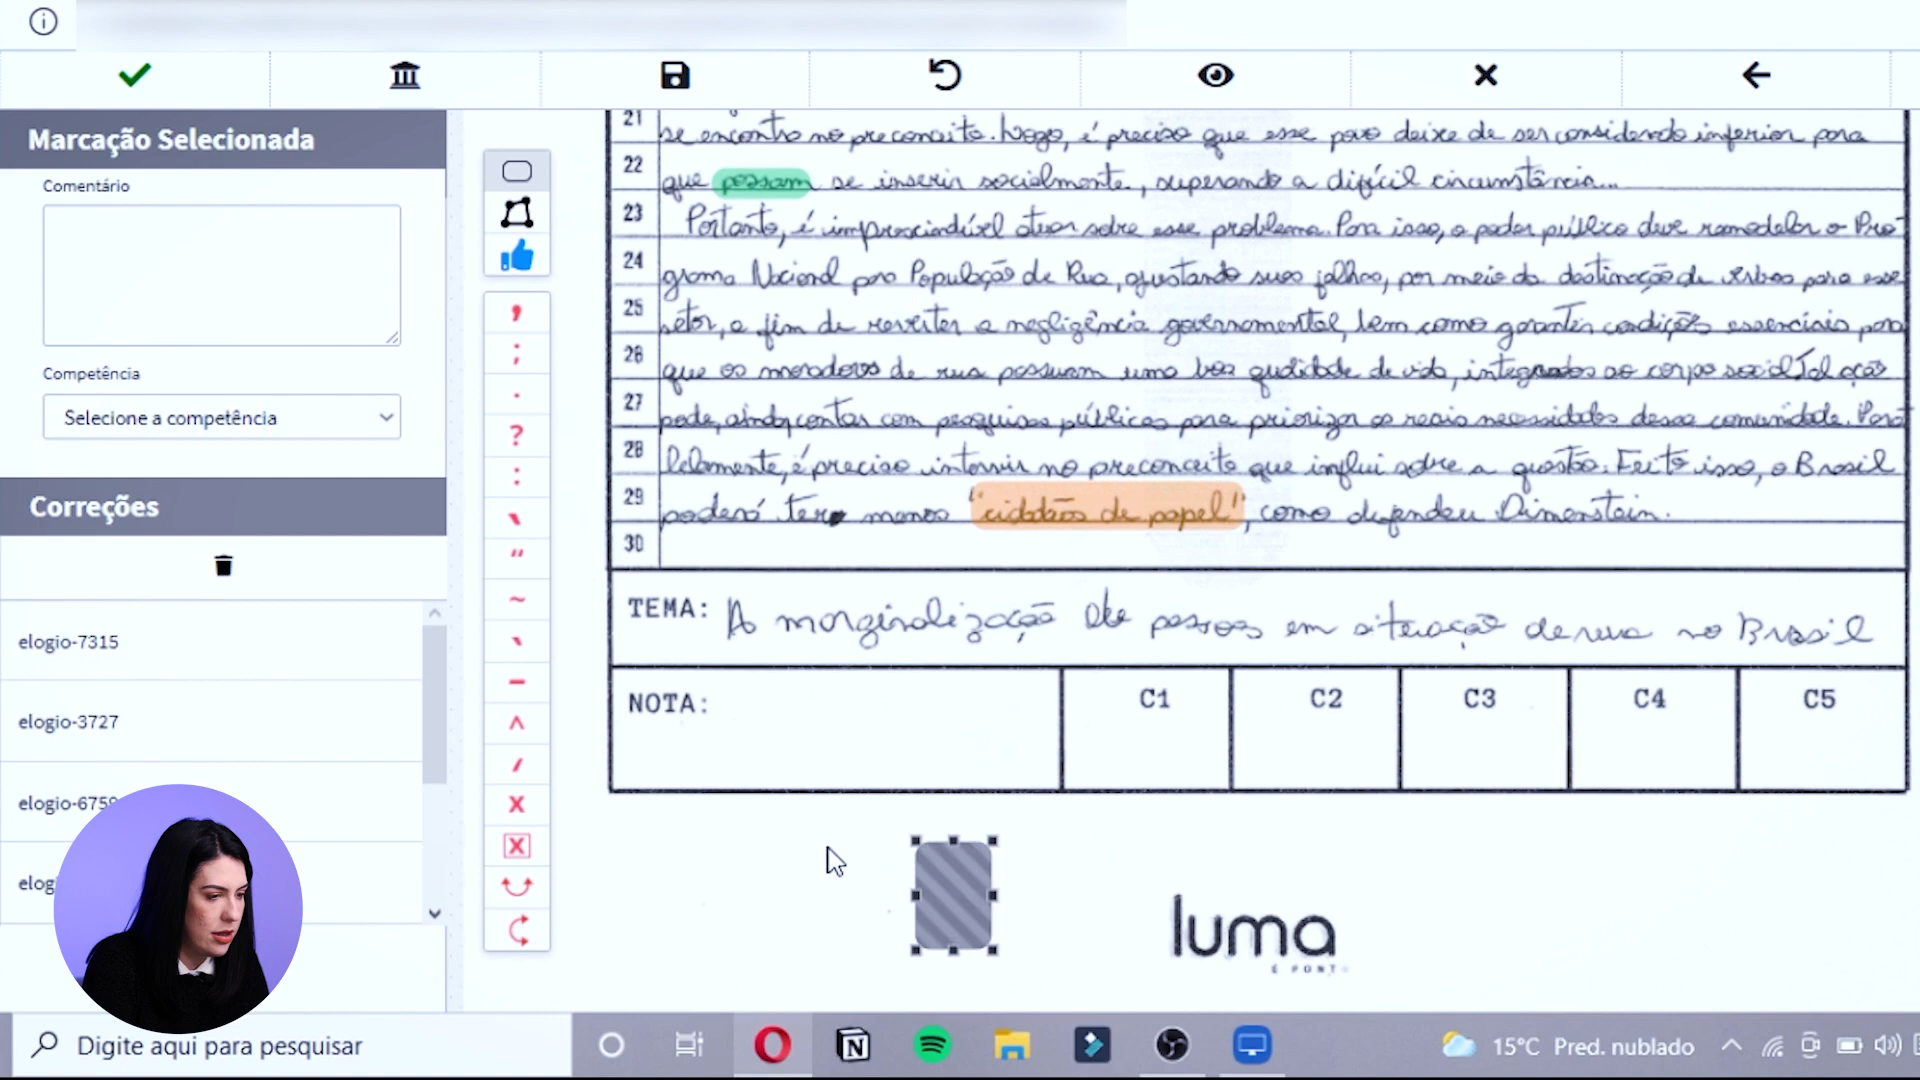 Marcação Selecionada
Comentário
Competência
Selecione a competência
Correções
elogio-7315
elogio-3727
elogio-6759
elogi
21 se encontra no preconceito. Logo, é preciso que esse povo deixe de ser considerado inferior para
22 que possam se inserir socialmente, superando a difícil circunstância...
23 Portanto, é imprescindível atuar sobre esse problema. Para isso, o poder público deve remodelar o Pro
24 grama Nacional para População de Rua, ajustando suas falhas, por meio da destinação de verbas para esse
25 setor, a fim de reverter a negligência governamental, bem como garantir condições essenciais para
26 que os moradores de rua possuam uma boa qualidade de vida, integrados ao corpo social. Tal ação
27 pode, ainda, contar com pesquisas públicas para priorizar as reais necessidades dessa comunidade. Para
28 lelamente, é preciso intervir no preconceito que influi sobre a questão. Feito isso, o Brasil
29 poderá ter menos "cidadãos de papel", como defendeu Dimenstein.
30
TEMA: A marginalização de pessoas em situação de rua no Brasil
NOTA: C1 C2 C3 C4 C5
luma
É PONTO
Digite aqui para pesquisar
15°C Pred. nublado